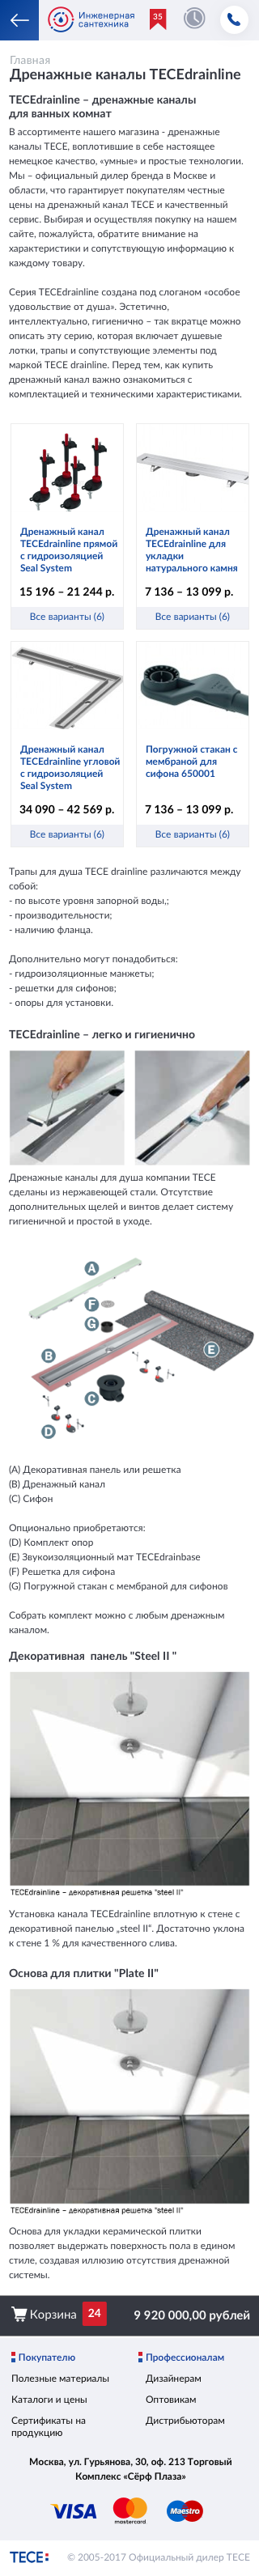 Инженерная
сантехника
35
Главная
Дренажные каналы TECEdrainline
TECEdrainline – дренажные каналы
для ванных комнат
В ассортименте нашего магазина - дренажные
каналы TECE, воплотившие в себе настоящее
немецкое качество, «умные» и простые технологии.
Мы – официальный дилер бренда в Москве и
области, что гарантирует покупателям честные
цены на дренажный канал TECE и качественный
сервис. Выбирая и осуществляя покупку на нашем
сайте, пожалуйста, обратите внимание на
характеристики и сопутствующую информацию к
каждому товару.
Серия TECEdrainline создана под слоганом «особое
удовольствие от душа». Эстетично,
интеллектуально, гигиенично – так вкратце можно
описать эту серию, которая включает душевые
лотки, трапы и сопутствующие элементы под
маркой TECE drainline. Перед тем, как купить
дренажный канал важно ознакомиться с
комплектацией и техническими характеристиками.
Дренажный канал
TECEdrainline прямой
с гидроизоляцией
Seal System
15 196 – 21 244 р.
Все варианты (6)
Дренажный канал
TECEdrainline для
укладки
натурального камня
7 136 – 13 099 р.
Все варианты (6)
Дренажный канал
TECEdrainline угловой
с гидроизоляцией
Seal System
34 090 – 42 569 р.
Все варианты (6)
Погружной стакан с
мембраной для
сифона 650001
7 136 – 13 099 р.
Все варианты (6)
Трапы для душа TECE drainline различаются между
собой:
- по высоте уровня запорной воды,;
- производительности;
- наличию фланца.
Дополнительно могут понадобиться:
- гидроизоляционные манжеты;
- решетки для сифонов;
- опоры для установки.
TECEdrainline – легко и гигиенично
Дренажные каналы для душа компании TECE
сделаны из нержавеющей стали. Отсутствие
дополнительных щелей и винтов делает систему
гигиеничной и простой в уходе.
A
F
G
B
E
C
D
(A) Декоративная панель или решетка
(B) Дренажный канал
(C) Сифон
Опционально приобретаются:
(D) Комплект опор
(E) Звукоизоляционный мат TECEdrainbase
(F) Решетка для сифона
(G) Погружной стакан с мембраной для сифонов
Собрать комплект можно с любым дренажным
каналом.
Декоративная  панель "Steel II "
TECEdrainline – декоративная решетка "steel II"
Установка канала TECEdrainline вплотную к стене с
декоративной панелью „steel II“. Достаточно уклона
к стене 1 % для качественного слива.
Основа для плитки "Plate II"
TECEdrainline – декоративная решетка "steel II"
Основа для укладки керамической плитки
позволяет выдержать поверхность пола в едином
стиле, создавая иллюзию отсутствия дренажной
системы.
Корзина 24 9 920 000,00 рублей
Покупателю
Полезные материалы
Каталоги и цены
Сертификаты на
продукцию
Профессионалам
Дизайнерам
Оптовикам
Дистрибьюторам
Москва, ул. Гурьянова, 30, оф. 213 Торговый
Комплекс «Сёрф Плаза»
VISA mastercard Maestro
TECE © 2005-2017 Официальный дилер TECE